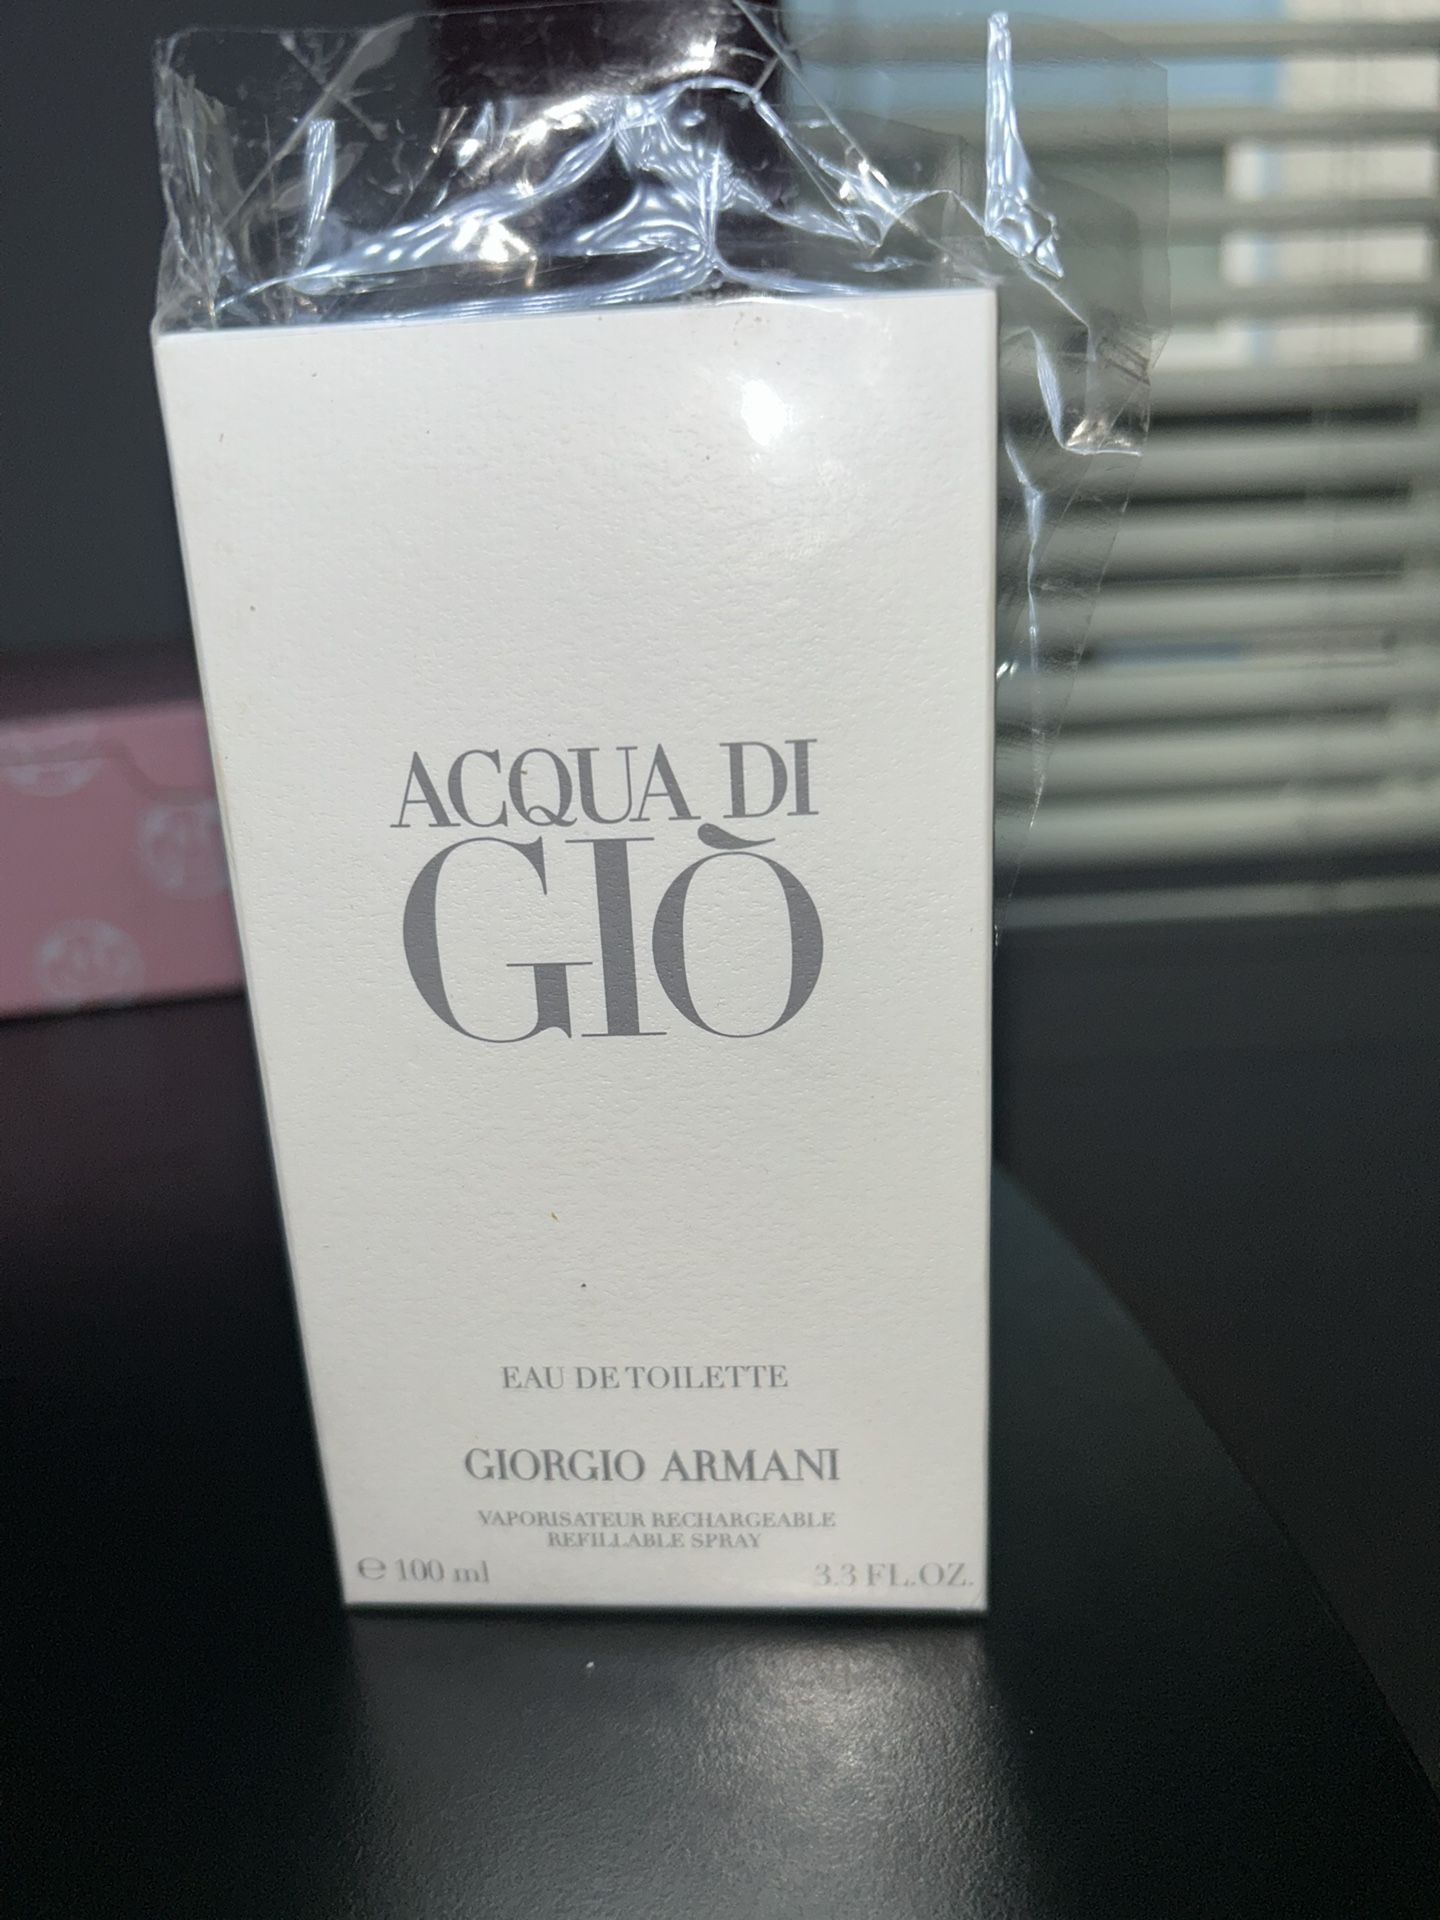 ACQUA DI
GIÒ
EAU DE TOILETTE
GIORGIO ARMANI
VAPORISATEUR RECHARGEABLE
REFILLABLE SPRAY
℮ 100 ml
3.3 FL.OZ.